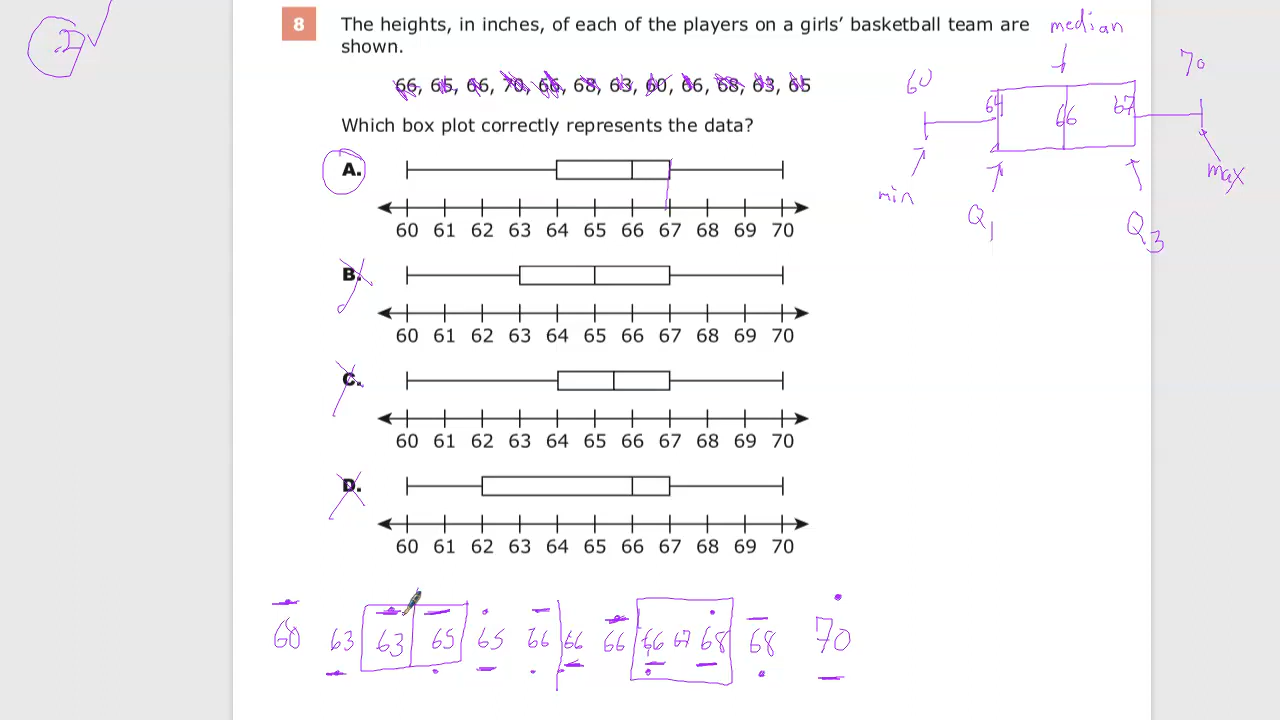 8 The heights, in inches, of each of the players on a girls' basketball team are
shown.
66, 65, 66, 70, 66, 68, 63, 60, 66, 68, 63, 65
Which box plot correctly represents the data?
A.
60 61 62 63 64 65 66 67 68 69 70
B.
60 61 62 63 64 65 66 67 68 69 70
C.
60 61 62 63 64 65 66 67 68 69 70
D.
60 61 62 63 64 65 66 67 68 69 70
median
60 70
64 66 67
min max
Q1 Q3
60 63 63 65 65 66 66 66 66 67 68 68 70